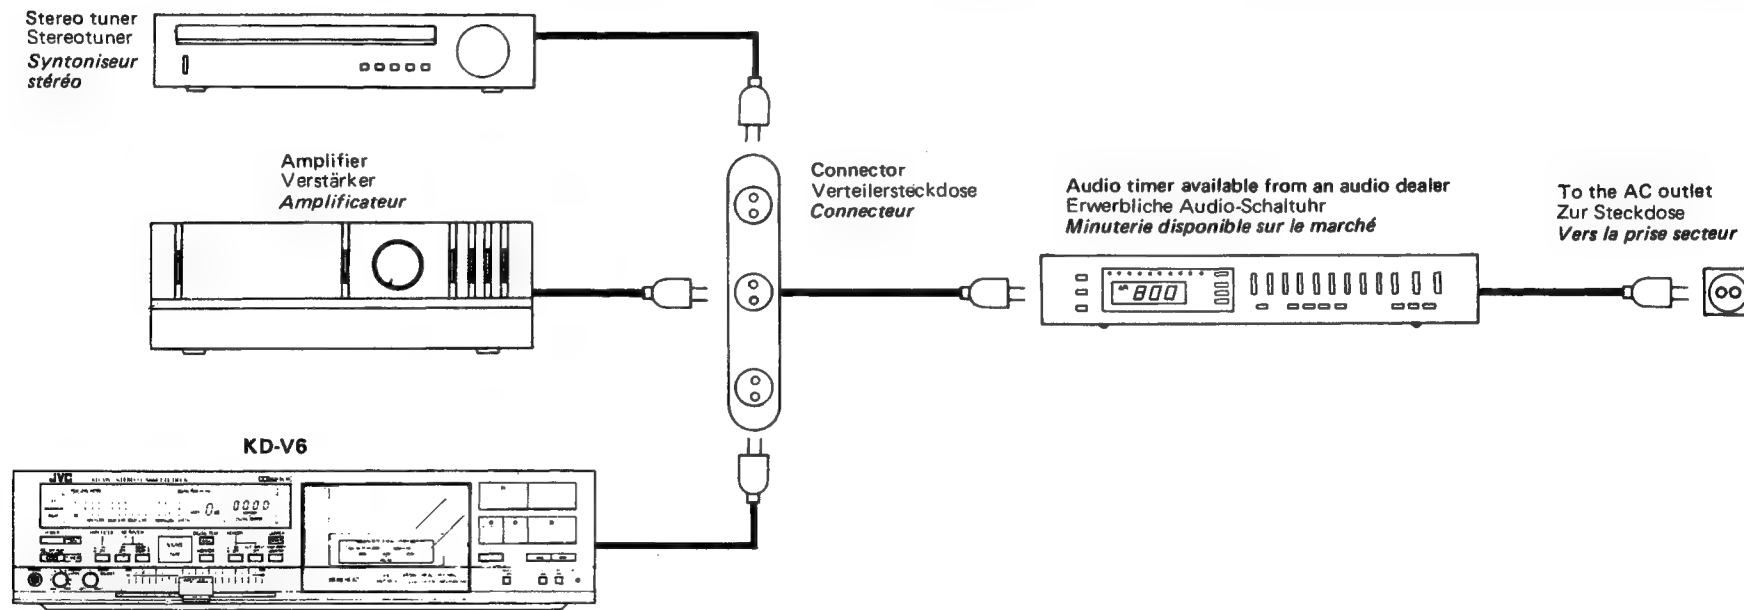 Stereo tuner
Stereotuner
Syntoniseur
stéréo
Amplifier
Verstärker
Amplificateur
Connector
Verteilersteckdose
Connecteur
Audio timer available from an audio dealer
Erwerbliche Audio-Schaltuhr
Minuterie disponible sur le marché
800
To the AC outlet
Zur Steckdose
Vers la prise secteur
KD-V6
JVC
0000